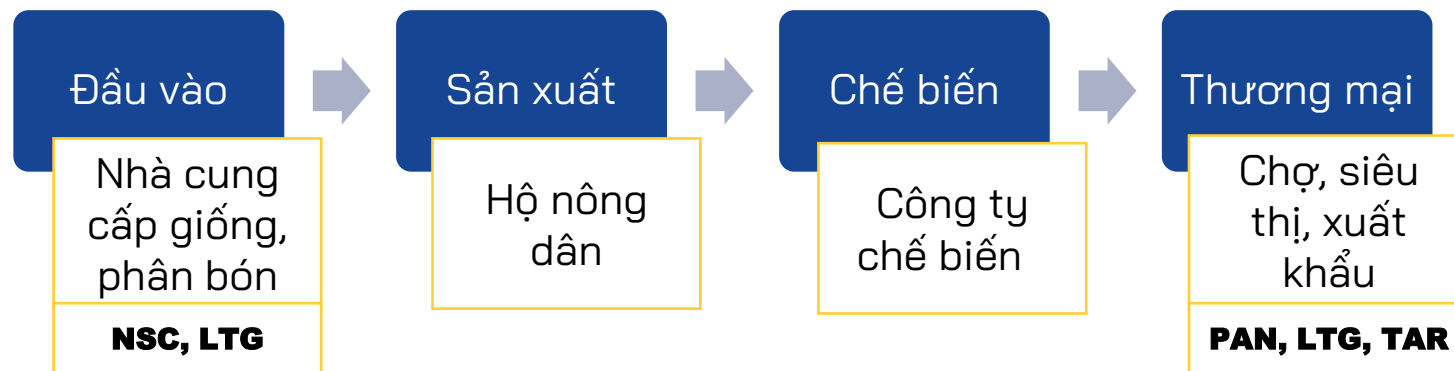 Đầu vào
Nhà cung
cấp giống,
phân bón
NSC, LTG
Sản xuất
Hộ nông
dân
Chế biến
Công ty
chế biến
Thương mại
Chợ, siêu
thị, xuất
khẩu
PAN, LTG, TAR